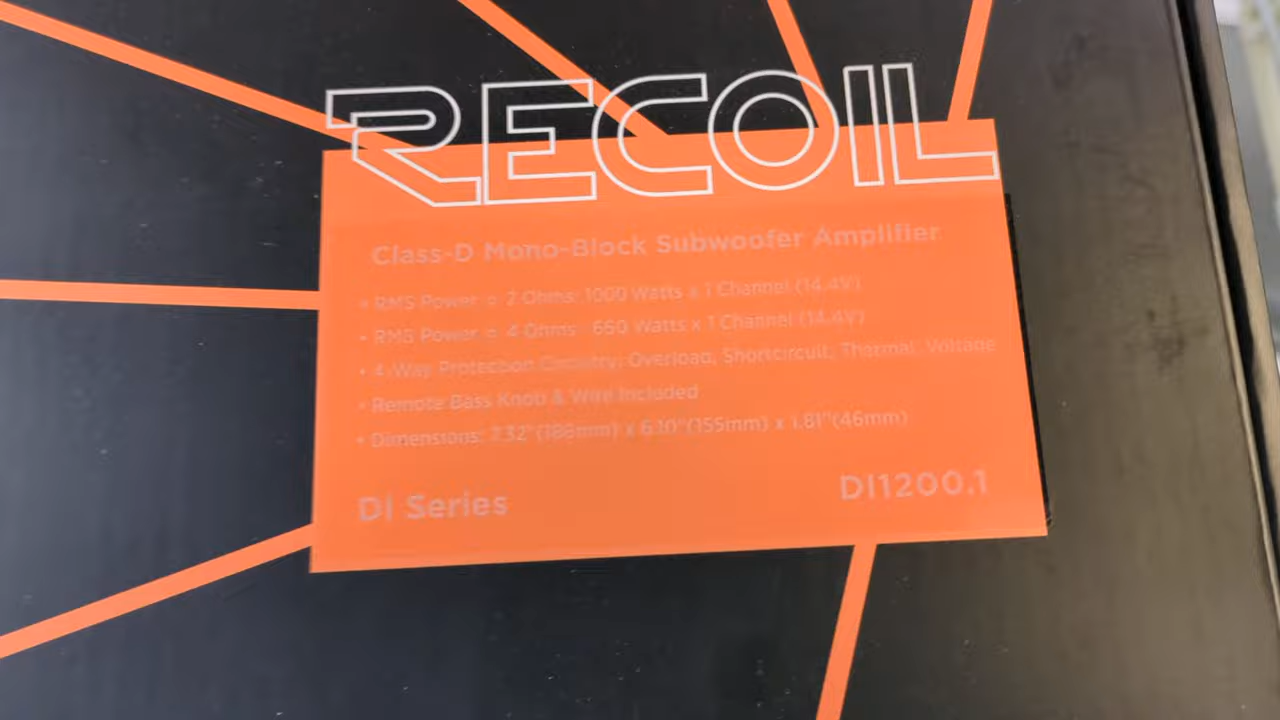 RECOIL
Class-D Mono-Block Subwoofer Amplifier
• RMS Power @ 2 Ohms: 1000 Watts x 1 Channel (14.4V)
• RMS Power @ 4 Ohms: 660 Watts x 1 Channel (14.4V)
• 4-Way Protection Circuitry: Overload, Shortcircuit, Thermal, Voltage
• Remote Bass Knob & Wire Included
• Dimensions: 7.32"(186mm) x 6.10"(155mm) x 1.81"(46mm)
DI Series
DI1200.1